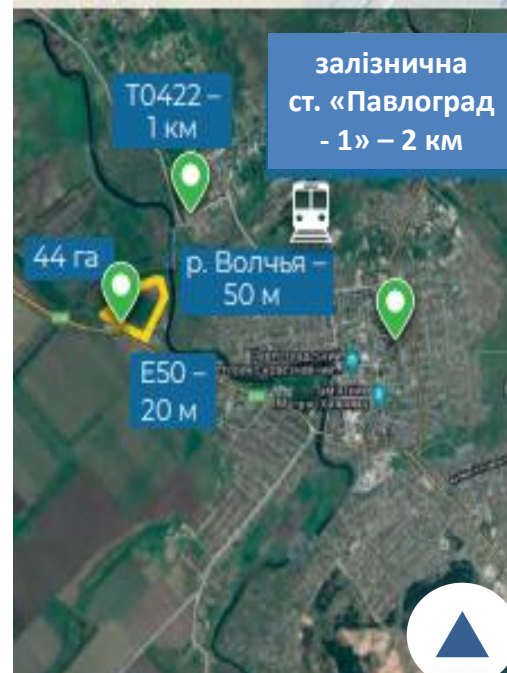 залізнична
ст. «Павлоград
- 1» – 2 км
Т0422 –
1 км
44 га
р. Волчья –
50 м
Е50 –
20 м